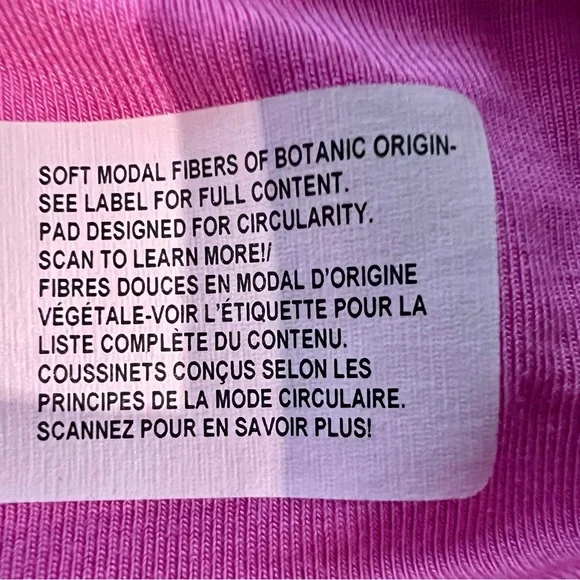 SOFT MODAL FIBERS OF BOTANIC ORIGIN-
SEE LABEL FOR FULL CONTENT.
PAD DESIGNED FOR CIRCULARITY.
SCAN TO LEARN MORE!/
FIBRES DOUCES EN MODAL D'ORIGINE
VÉGÉTALE-VOIR L'ÉTIQUETTE POUR LA
LISTE COMPLÈTE DU CONTENU.
COUSSINETS CONÇUS SELON LES
PRINCIPES DE LA MODE CIRCULAIRE.
SCANNEZ POUR EN SAVOIR PLUS!